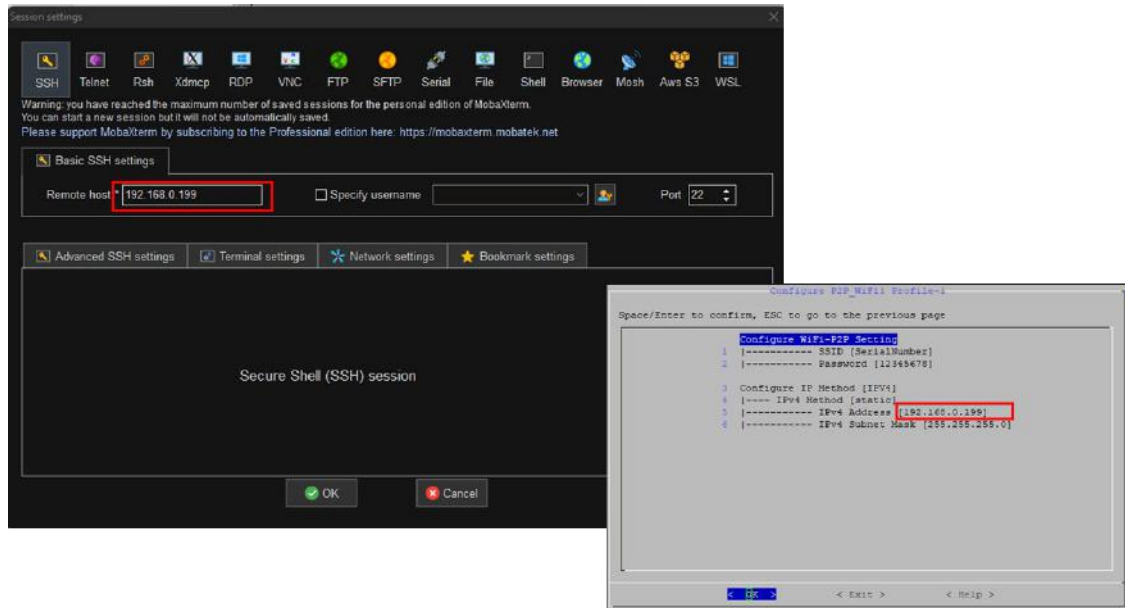 Session settings
SSH Telnet Rsh Xdmcp RDP VNC FTP SFTP Serial File Shell Browser Mosh Aws S3 WSL
Warning: you have reached the maximum number of saved sessions for the personal edition of MobaXterm.
You can start a new session but it will not be automatically saved.
Please support MobaXterm by subscribing to the Professional edition here: https://mobaxterm.mobatek.net
Basic SSH settings
Remote host * 192.168.0.199 Specify username Port 22
Advanced SSH settings Terminal settings Network settings Bookmark settings
Secure Shell (SSH) session
OK Cancel
Configure P2P_WiFi1 Profile-1
Space/Enter to confirm, ESC to go to the previous page
Configure WiFi-P2P Setting
1 |----------- SSID [SerialNumber]
2 |----------- Password [12345678]
3 Configure IP Method [IPV4]
4 |---- IPv4 Method [static]
5 |----------- IPv4 Address [192.168.0.199]
6 |----------- IPv4 Subnet Mask [255.255.255.0]
< OK > < Exit > < Help >